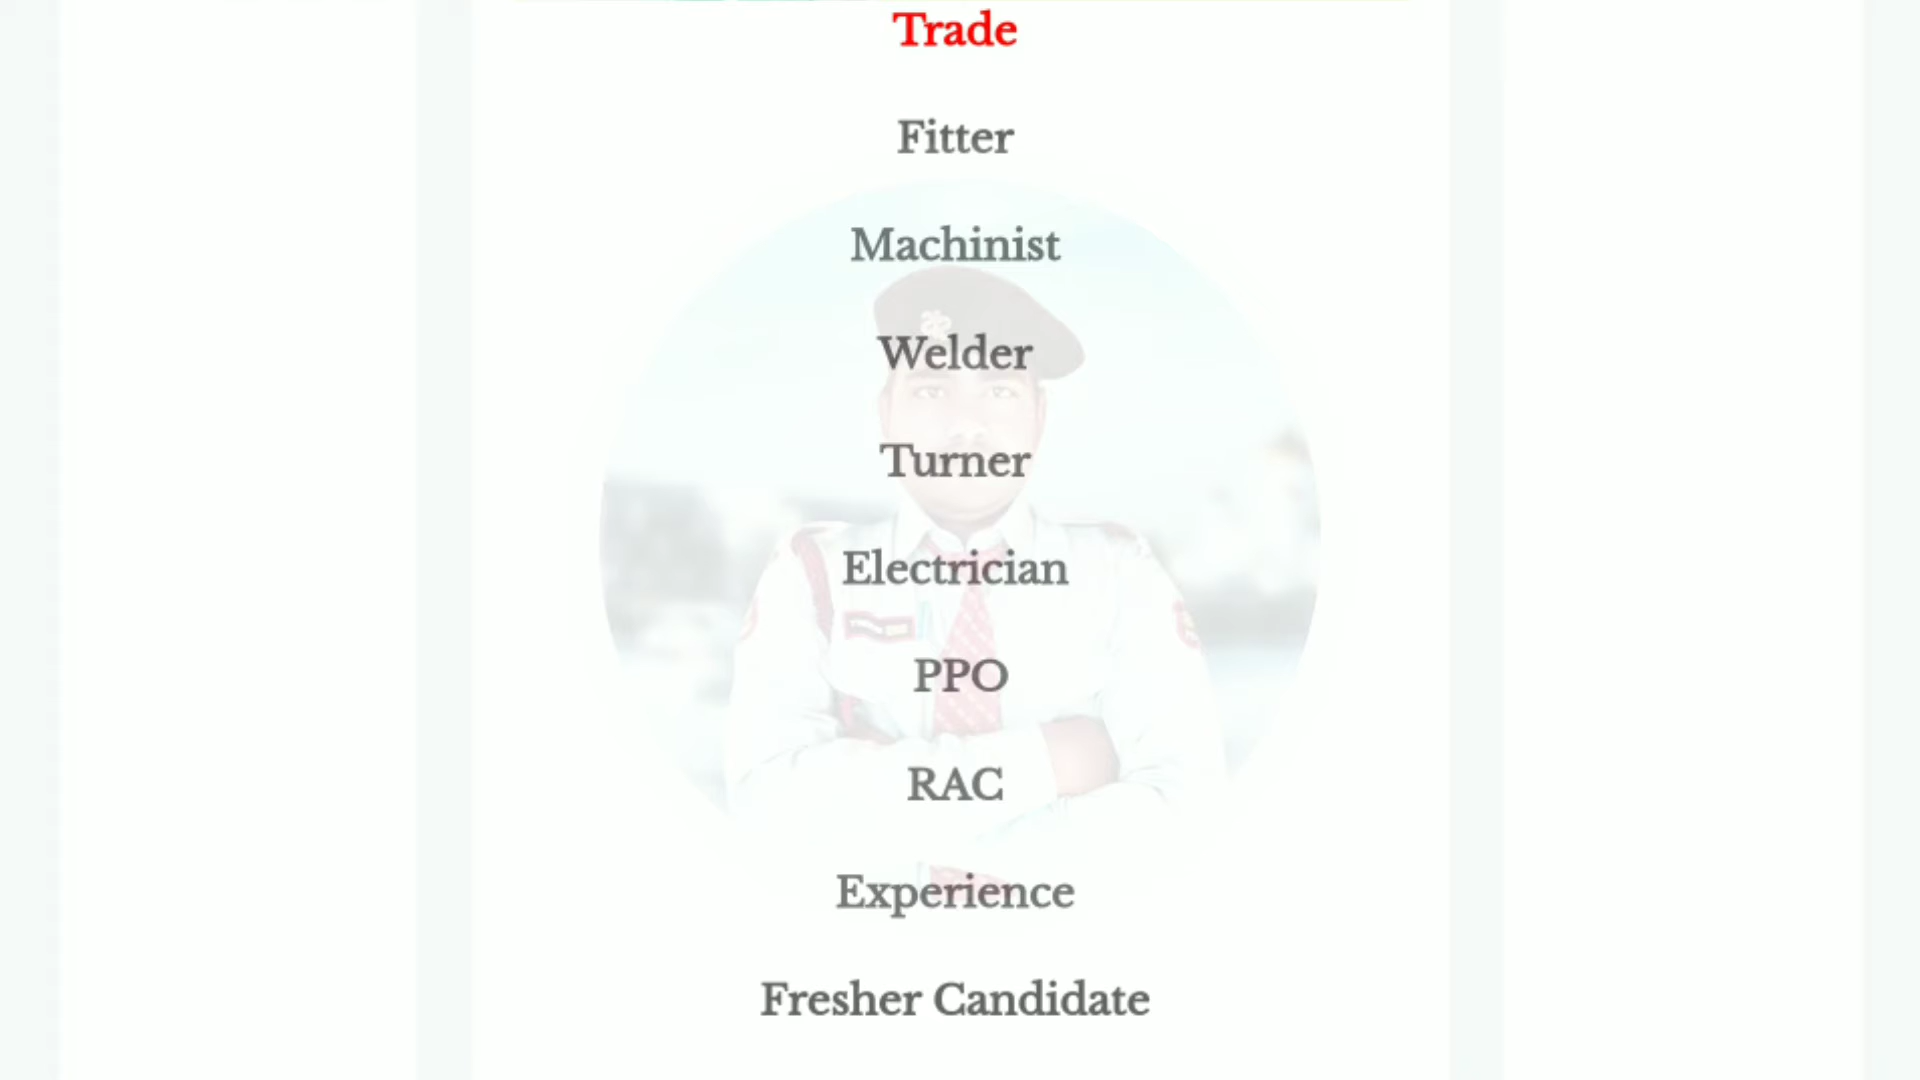 Trade
Fitter
Machinist
Welder
Turner
Electrician
PPO
RAC
Experience
Fresher Candidate